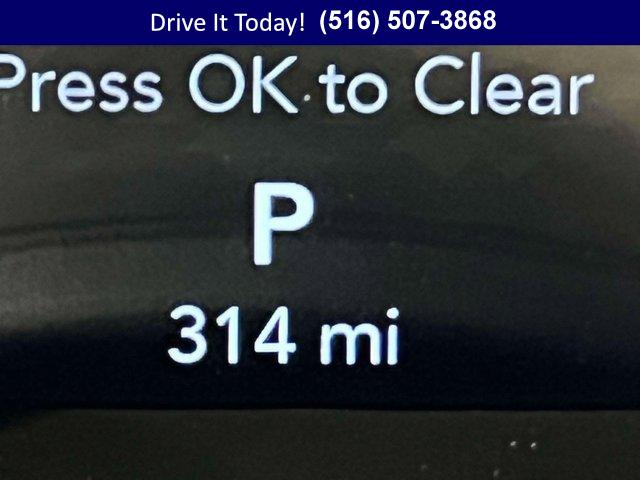 Drive It Today! (516) 507-3868
Press OK to Clear
P
314 mi